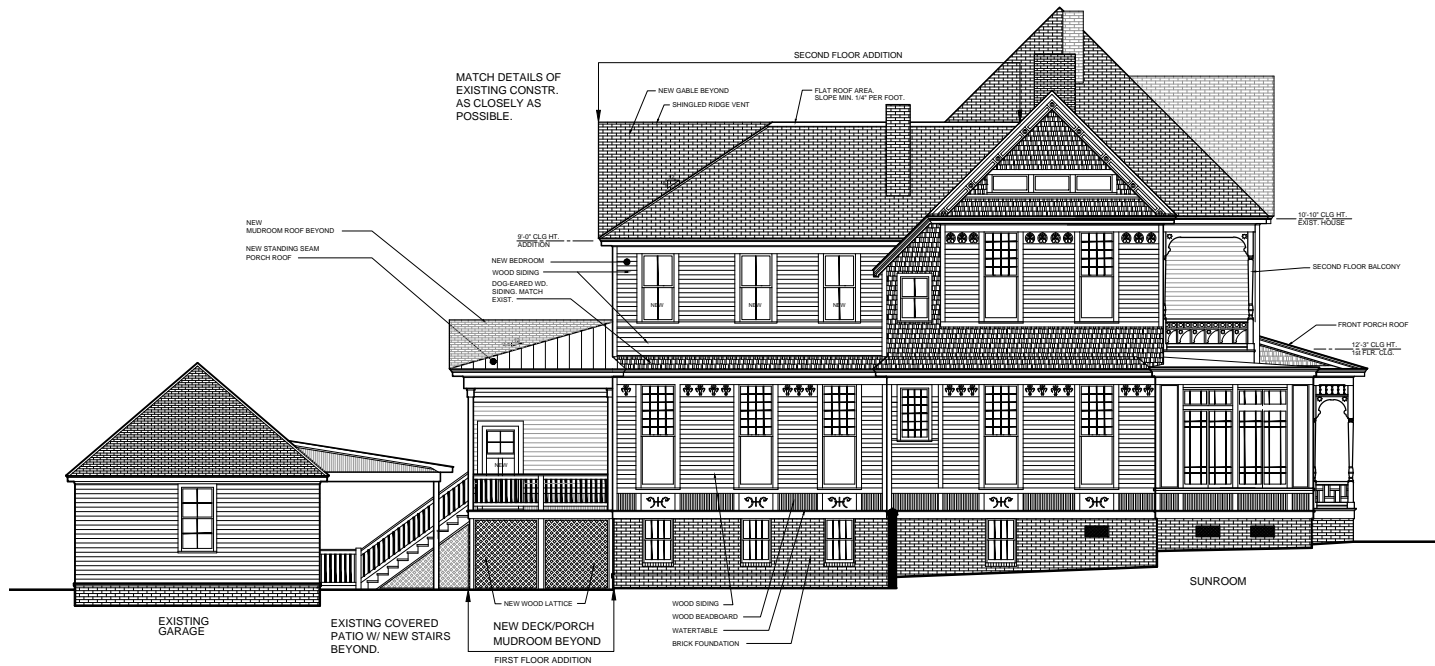 SECOND FLOOR ADDITION
MATCH DETAILS OF
EXISTING CONSTR.
AS CLOSELY AS
POSSIBLE.
NEW GABLE BEYOND
SHINGLED RIDGE VENT
FLAT ROOF AREA.
SLOPE MIN. 1/4" PER FOOT.
NEW
MUDROOM ROOF BEYOND
NEW STANDING SEAM
PORCH ROOF
9'-0" CLG HT.
ADDITION
NEW BEDROOM
WOOD SIDING
DOG-EARED WD.
SIDING. MATCH
EXIST.
10'-10" CLG HT.
EXIST. HOUSE
SECOND FLOOR BALCONY
FRONT PORCH ROOF
12'-3" CLG HT.
1st FLR. CLG.
NEW
NEW
NEW
NEW
EXISTING
GARAGE
EXISTING COVERED
PATIO W/ NEW STAIRS
BEYOND.
NEW WOOD LATTICE
NEW DECK/PORCH
MUDROOM BEYOND
FIRST FLOOR ADDITION
WOOD SIDING
WOOD BEADBOARD
WATERTABLE
BRICK FOUNDATION
SUNROOM